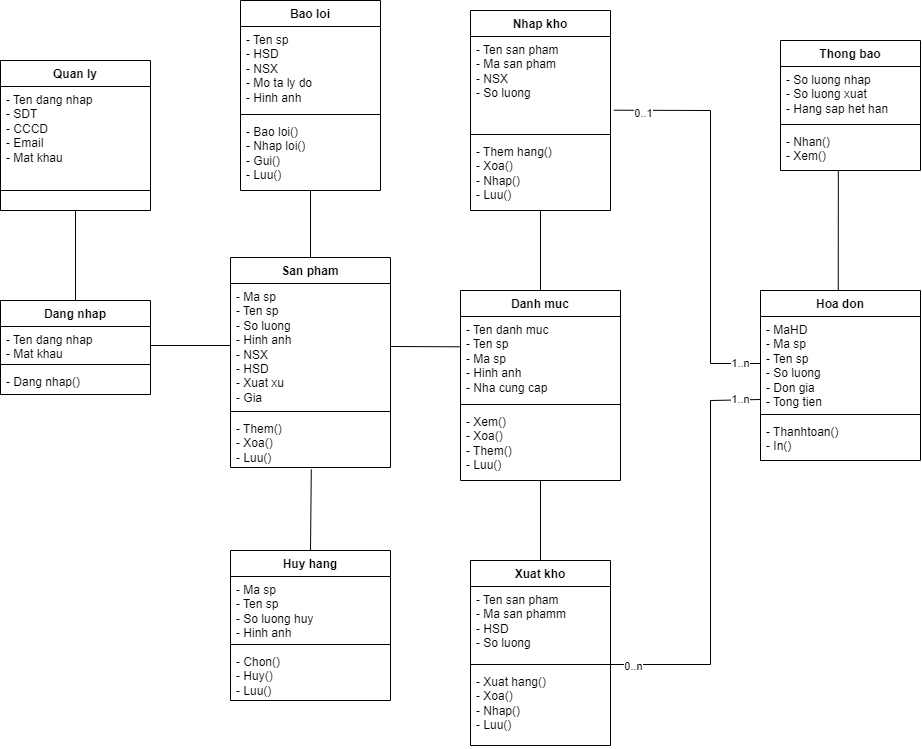 Quan ly
- Ten dang nhap
- SDT
- CCCD
- Email
- Mat khau
Bao loi
- Ten sp
- HSD
- NSX
- Mo ta ly do
- Hinh anh
- Bao loi()
- Nhap loi()
- Gui()
- Luu()
Nhap kho
- Ten san pham
- Ma san pham
- NSX
- So luong
- Them hang()
- Xoa()
- Nhap()
- Luu()
0..1
Thong bao
- So luong nhap
- So luong xuat
- Hang sap het han
- Nhan()
- Xem()
Dang nhap
- Ten dang nhap
- Mat khau
- Dang nhap()
San pham
- Ma sp
- Ten sp
- So luong
- Hinh anh
- NSX
- HSD
- Xuat xu
- Gia
- Them()
- Xoa()
- Luu()
Danh muc
- Ten danh muc
- Ten sp
- Ma sp
- Hinh anh
- Nha cung cap
- Xem()
- Xoa()
- Them()
- Luu()
1..n
1..n
Hoa don
- MaHD
- Ma sp
- Ten sp
- So luong
- Don gia
- Tong tien
- Thanhtoan()
- In()
Huy hang
- Ma sp
- Ten sp
- So luong huy
- Hinh anh
- Chon()
- Huy()
- Luu()
Xuat kho
- Ten san pham
- Ma san phamm
- HSD
- So luong
- Xuat hang()
- Xoa()
- Nhap()
- Luu()
0..n